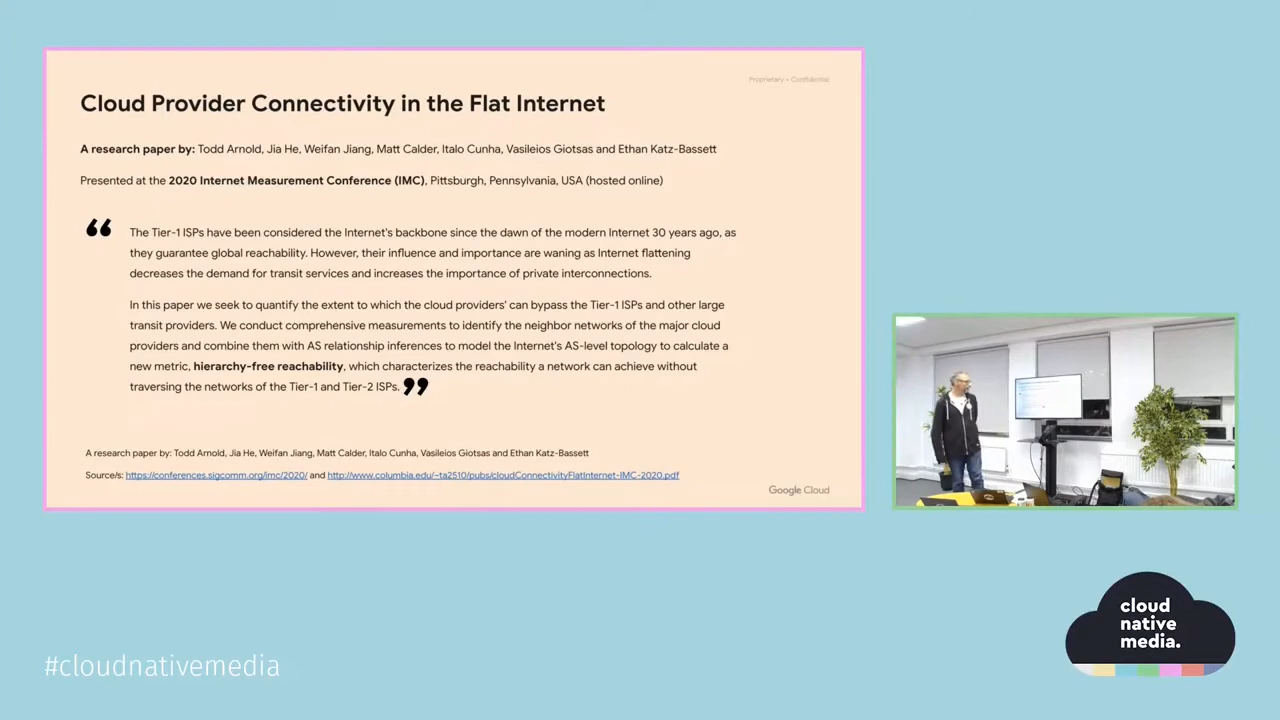 Proprietary + Confidential
Cloud Provider Connectivity in the Flat Internet
A research paper by: Todd Arnold, Jia He, Weifan Jiang, Matt Calder, Italo Cunha, Vasileios Giotsas and Ethan Katz-Bassett
Presented at the 2020 Internet Measurement Conference (IMC), Pittsburgh, Pennsylvania, USA (hosted online)
“ The Tier-1 ISPs have been considered the Internet's backbone since the dawn of the modern Internet 30 years ago, as
they guarantee global reachability. However, their influence and importance are waning as Internet flattening
decreases the demand for transit services and increases the importance of private interconnections.
In this paper we seek to quantify the extent to which the cloud providers' can bypass the Tier-1 ISPs and other large
transit providers. We conduct comprehensive measurements to identify the neighbor networks of the major cloud
providers and combine them with AS relationship inferences to model the Internet's AS-level topology to calculate a
new metric, hierarchy-free reachability, which characterizes the reachability a network can achieve without
traversing the networks of the Tier-1 and Tier-2 ISPs. ”
A research paper by: Todd Arnold, Jia He, Weifan Jiang, Matt Calder, Italo Cunha, Vasileios Giotsas and Ethan Katz-Bassett
Source/s: https://conferences.sigcomm.org/imc/2020/ and http://www.columbia.edu/~ta2510/pubs/cloudConnectivityFlatInternet-IMC-2020.pdf
Google Cloud
cloud
native
media.
#cloudnativemedia